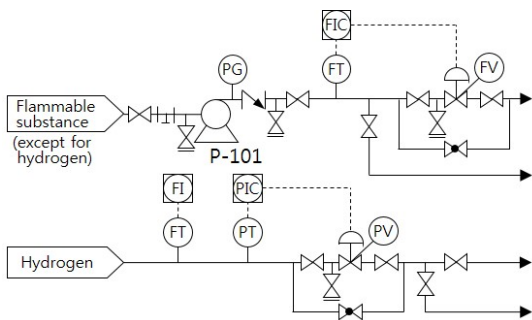 FIC
PG
FT
FV
Flammable
substance
(except for
hydrogen)
P-101
FI
PIC
FT
PT
PV
Hydrogen